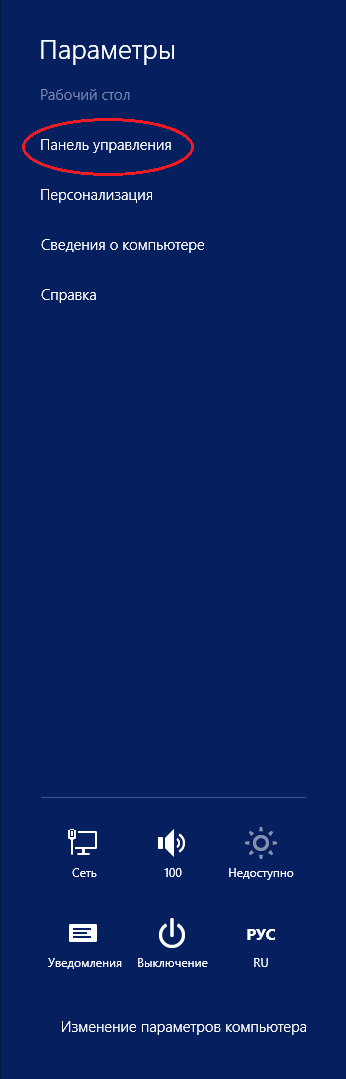 Параметры
Рабочий стол
Панель управления
Персонализация
Сведения о компьютере
Справка
Сеть
100
Недоступно
РУС
Уведомления
Выключение
RU
Изменение параметров компьютера